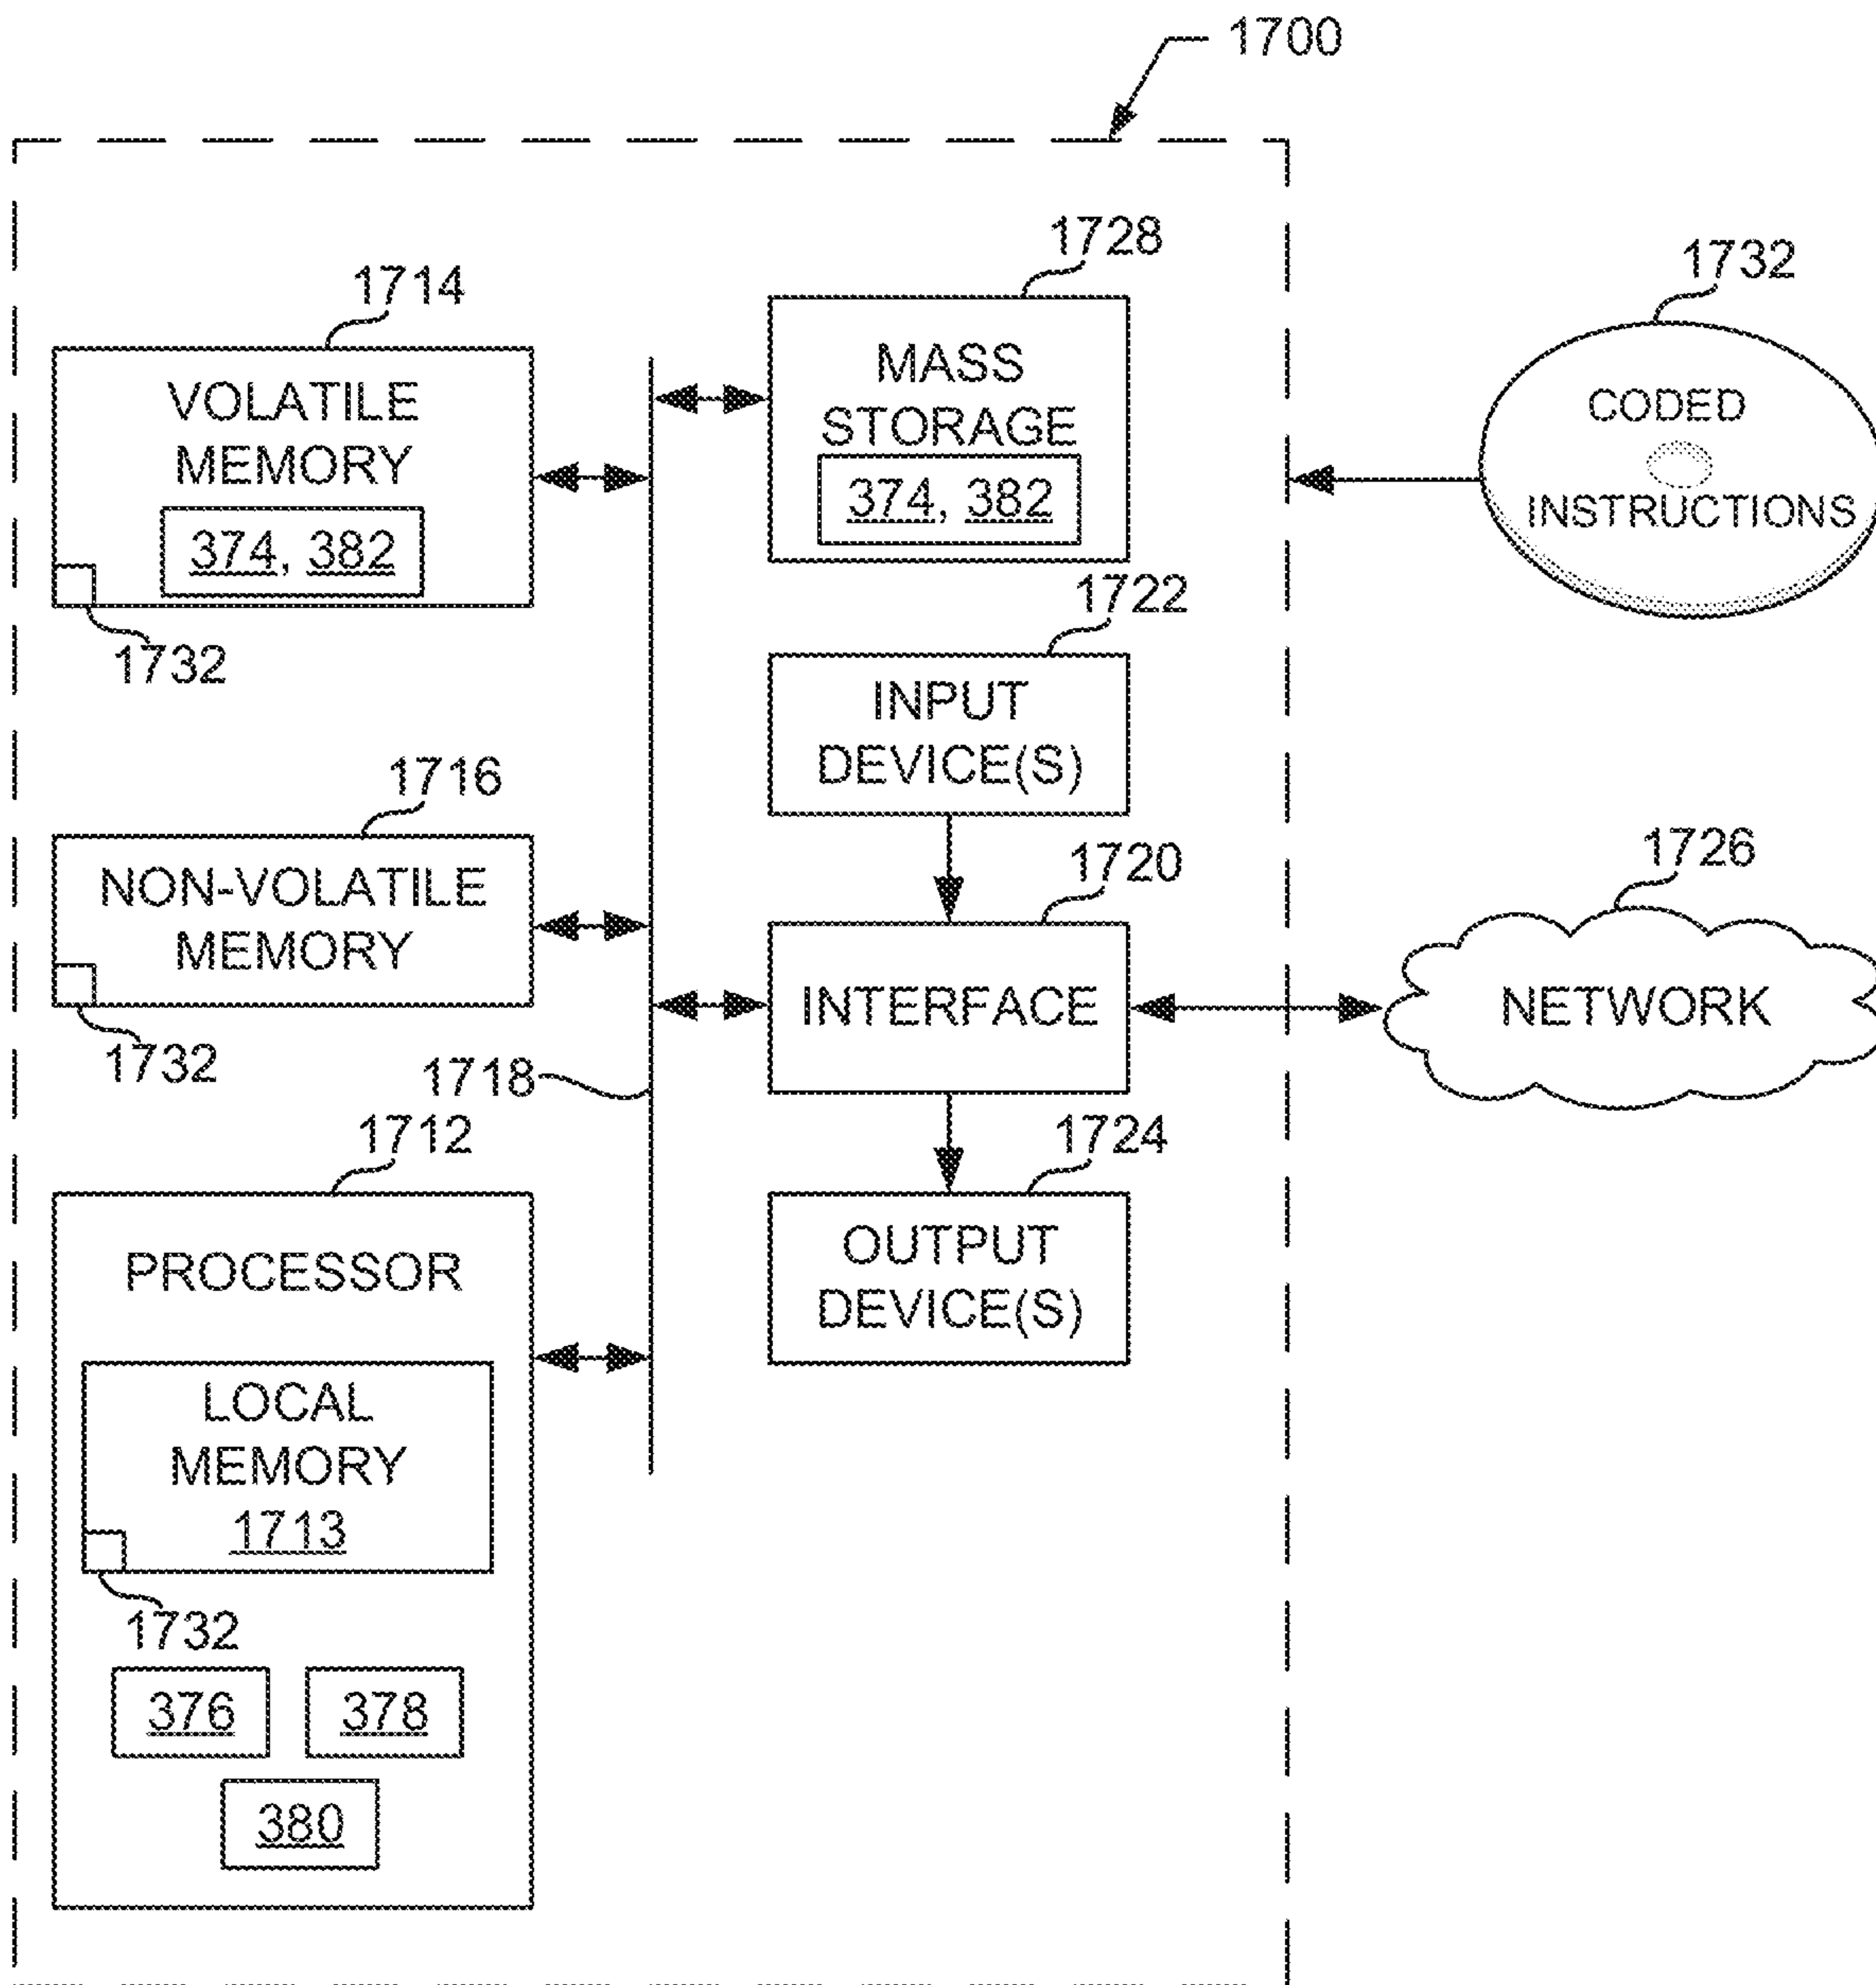 1700
1728
1732
1714
MASS
STORAGE
374, 382
VOLATILE
MEMORY
374, 382
CODED
INSTRUCTIONS
1732
1722
INPUT
DEVICE(S)
1716
1720
1726
NON-VOLATILE
MEMORY
INTERFACE
NETWORK
1732
1718
1712
1724
PROCESSOR
OUTPUT
DEVICE(S)
LOCAL
MEMORY
1713
1732
376
378
380